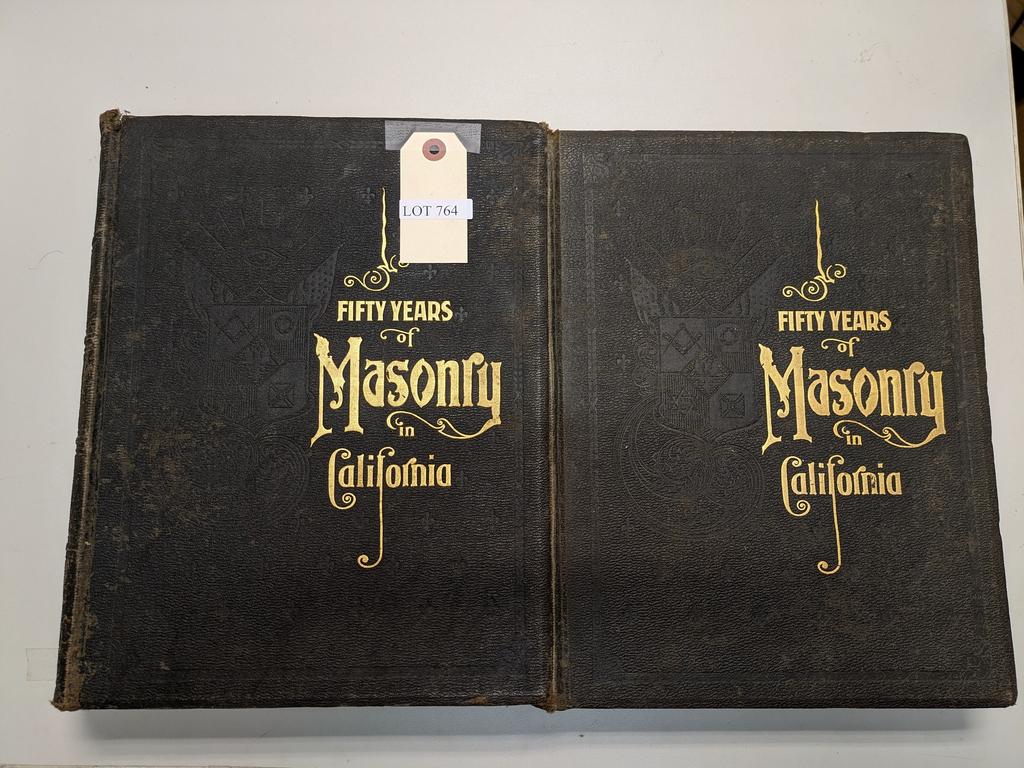 LOT 764
FIFTY YEARS
of
Masonry
in
California
FIFTY YEARS
of
Masonry
in
California